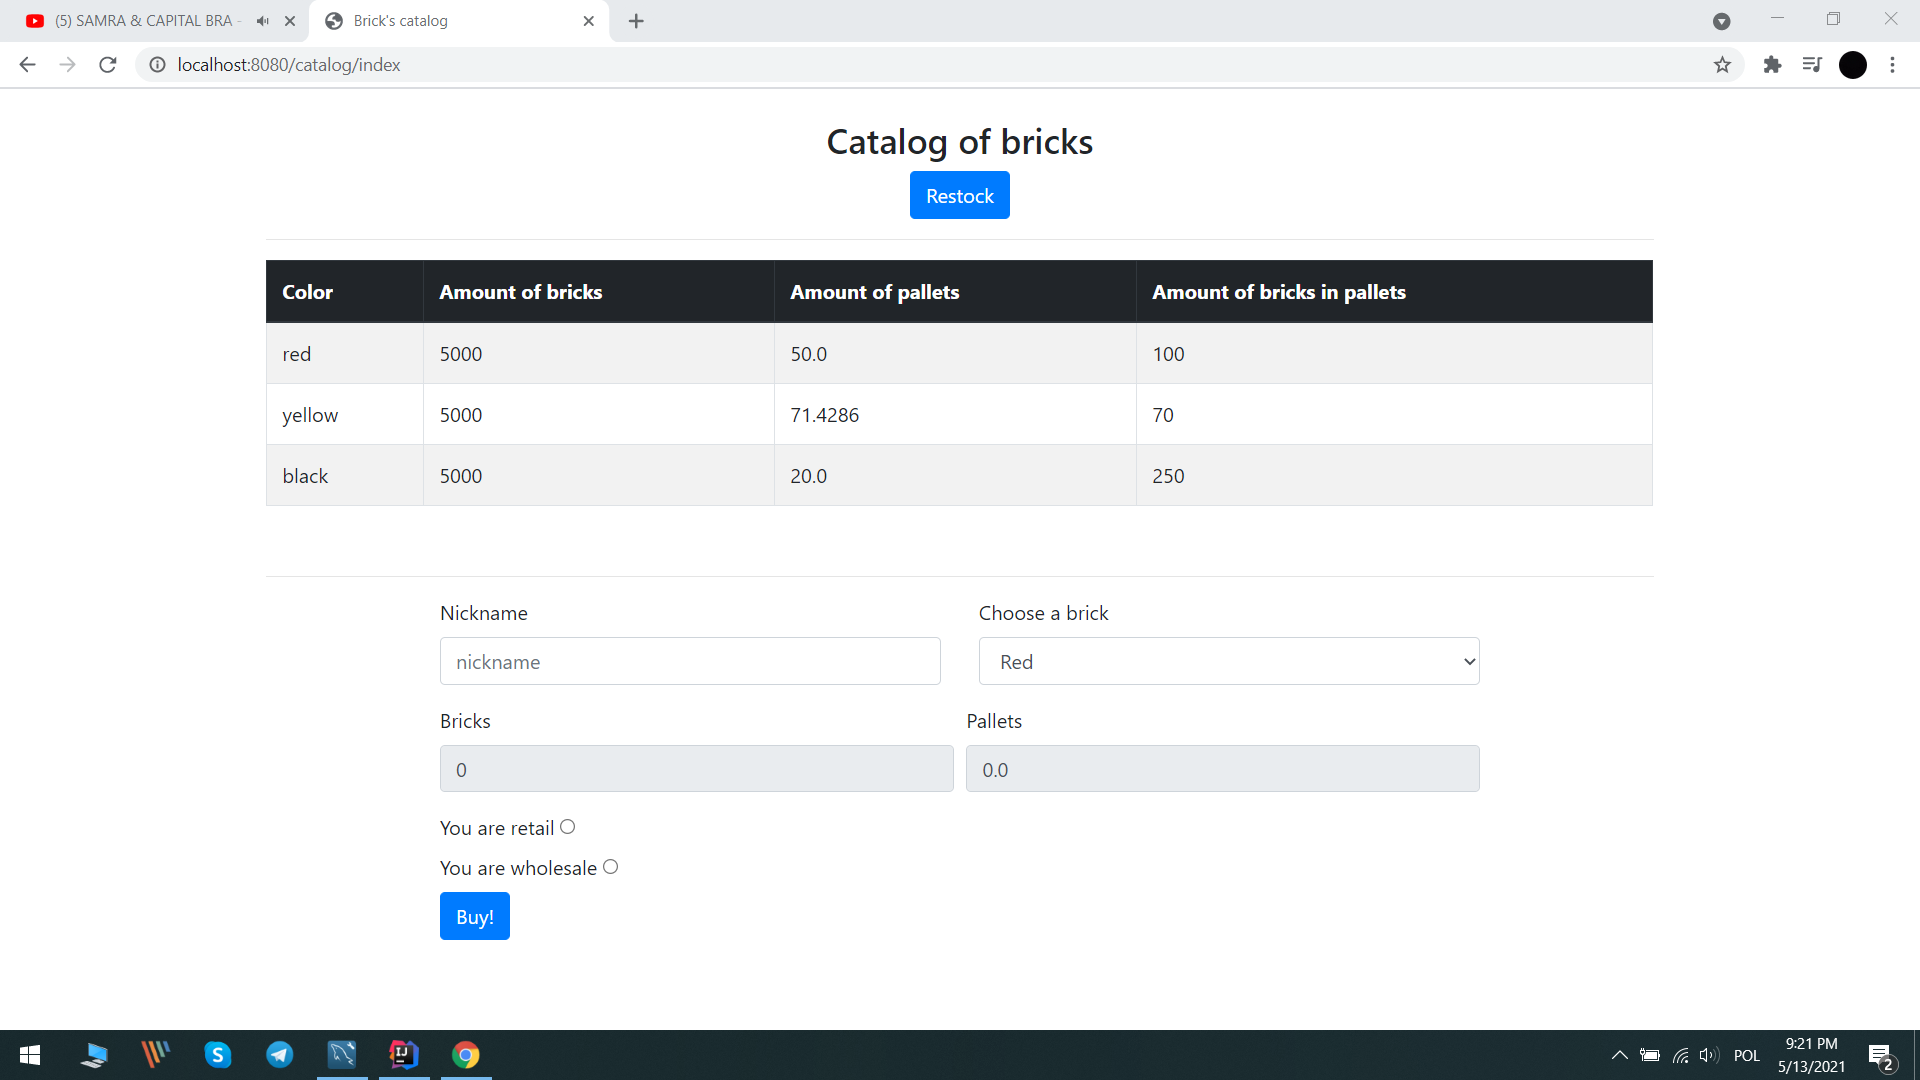 (5) SAMRA & CAPITAL BRA -
Brick's catalog
localhost:8080/catalog/index
Catalog of bricks
Restock
Color Amount of bricks Amount of pallets Amount of bricks in pallets
red 5000 50.0 100
yellow 5000 71.4286 70
black 5000 20.0 250
Nickname Choose a brick
nickname Red
Bricks Pallets
0 0.0
You are retail
You are wholesale
Buy!
S IJ POL 9:21 PM
5/13/2021 2